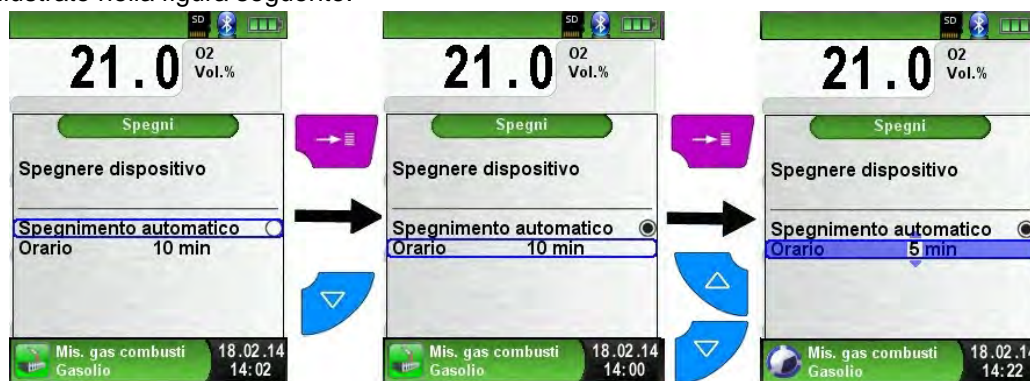 illustrato nella figura seguente:
SD
21.0 O2 Vol.%
Spegni
Spegnere dispositivo
Spegnimento automatico
Orario 10 min
Mis. gas combusti 18.02.14
Gasolio 14:02
SD
21.0 O2 Vol.%
Spegni
Spegnere dispositivo
Spegnimento automatico
Orario 10 min
Mis. gas combusti 18.02.14
Gasolio 14:00
SD
21.0 O2 Vol.%
Spegni
Spegnere dispositivo
Spegnimento automatico
Orario 5 min
Mis. gas combusti 18.02.14
Gasolio 14:22